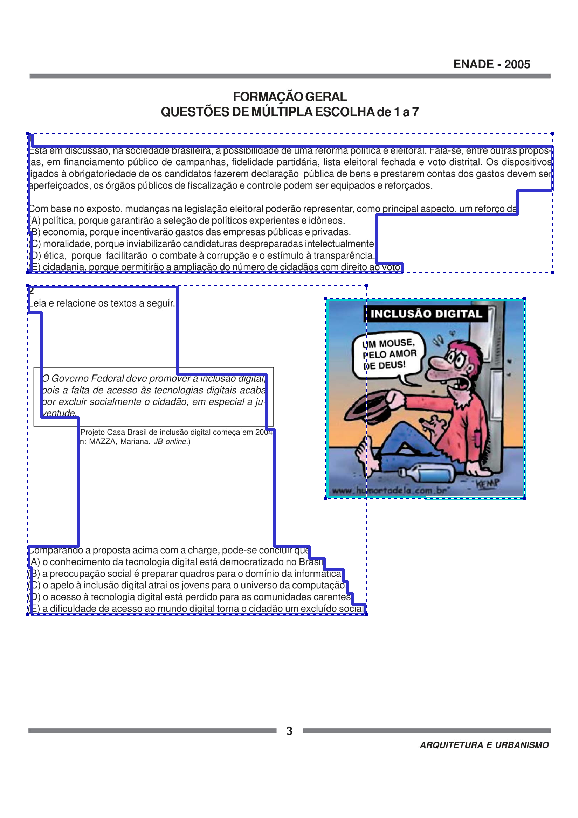 ENADE - 2005
FORMAÇÃO GERAL
QUESTÕES DE MÚLTIPLA ESCOLHA de 1 a 7
Está em discussão, na sociedade brasileira, a possibilidade de uma reforma política e eleitoral. Fala-se, entre outras propos-
tas, em financiamento público de campanhas, fidelidade partidária, lista eleitoral fechada e voto distrital. Os dispositivos
ligados à obrigatoriedade de os candidatos fazerem declaração pública de bens e prestarem contas dos gastos devem ser
aperfeiçoados, os órgãos públicos de fiscalização e controle podem ser equipados e reforçados.
Com base no exposto, mudanças na legislação eleitoral poderão representar, como principal aspecto, um reforço da
(A) política, porque garantirão a seleção de políticos experientes e idôneos.
(B) economia, porque incentivarão gastos das empresas públicas e privadas.
(C) moralidade, porque inviabilizarão candidaturas despreparadas intelectualmente.
(D) ética, porque facilitarão o combate à corrupção e o estímulo à transparência.
(E) cidadania, porque permitirão a ampliação do número de cidadãos com direito ao voto.
2
Leia e relacione os textos a seguir.
INCLUSÃO DIGITAL
UM MOUSE,
PELO AMOR
DE DEUS!
O Governo Federal deve promover a inclusão digital,
pois a falta de acesso às tecnologias digitais acaba
por excluir socialmente o cidadão, em especial a ju-
ventude.
(Projeto Casa Brasil de inclusão digital começa em 2004.
In: MAZZA, Mariana. JB online.)
KEMP
www.humortadela.com.br
Comparando a proposta acima com a charge, pode-se concluir que
(A) o conhecimento da tecnologia digital está democratizado no Brasil.
(B) a preocupação social é preparar quadros para o domínio da informática.
(C) o apelo à inclusão digital atrai os jovens para o universo da computação.
(D) o acesso à tecnologia digital está perdido para as comunidades carentes.
(E) a dificuldade de acesso ao mundo digital torna o cidadão um excluído social.
3
ARQUITETURA E URBANISMO